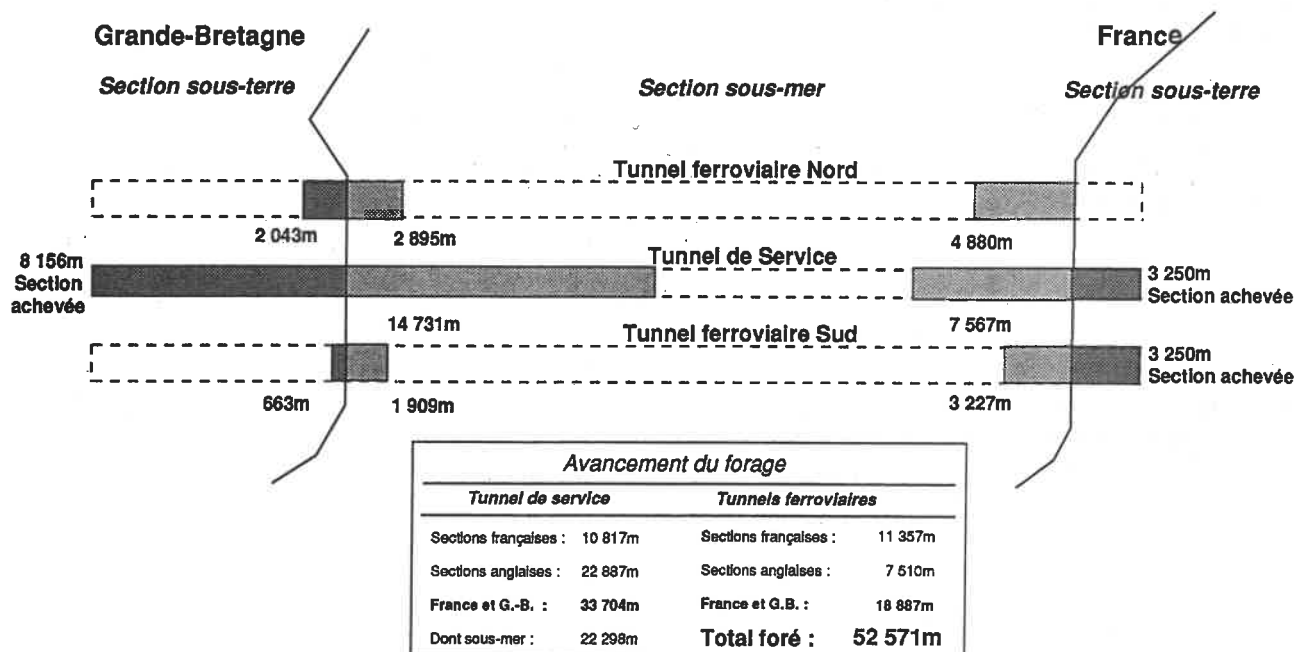 Grande-Bretagne
France
Section sous-terre
Section sous-mer
Section sous-terre
Tunnel ferroviaire Nord
2 043m
2 895m
4 880m
8 156m
Section
achevée
Tunnel de Service
3 250m
Section achevée
14 731m
7 567m
Tunnel ferroviaire Sud
3 250m
Section achevée
663m
1 909m
3 227m
Avancement du forage
Tunnel de service
Tunnels ferroviaires
Sections françaises : 10 817m
Sections françaises : 11 357m
Sections anglaises : 22 887m
Sections anglaises : 7 510m
France et G.-B. : 33 704m
France et G.B. : 18 887m
Dont sous-mer : 22 298m
Total foré : 52 571m